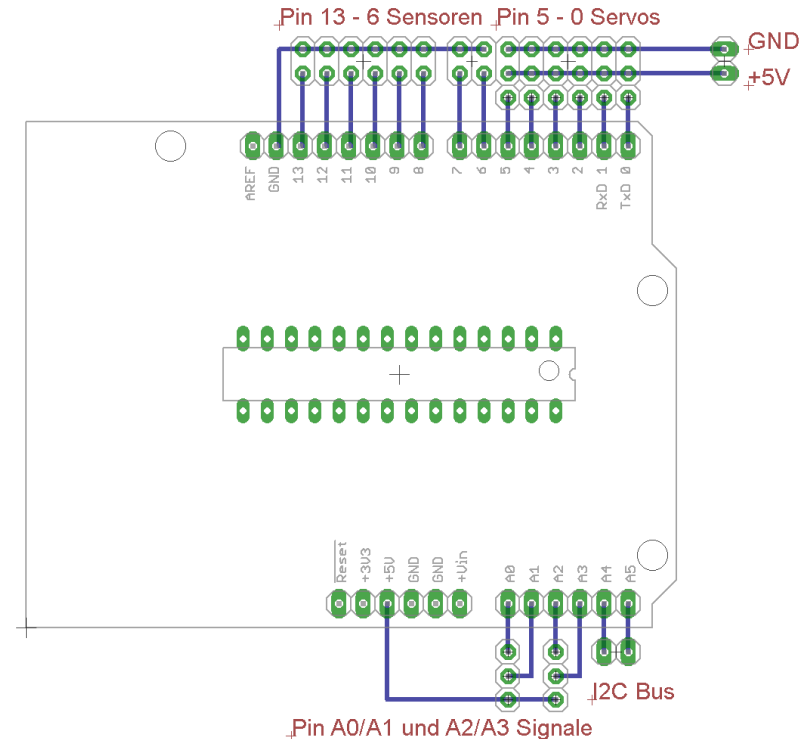 Pin 13 - 6 Sensoren
Pin 5 - 0 Servos
GND
+5V
AREF
GND
13
12
11
10
9
8
7
6
5
4
3
2
RxD 1
TxD 0
Reset
+3V3
+5V
GND
GND
+Vin
A0
A1
A2
A3
A4
A5
I2C Bus
Pin A0/A1 und A2/A3 Signale